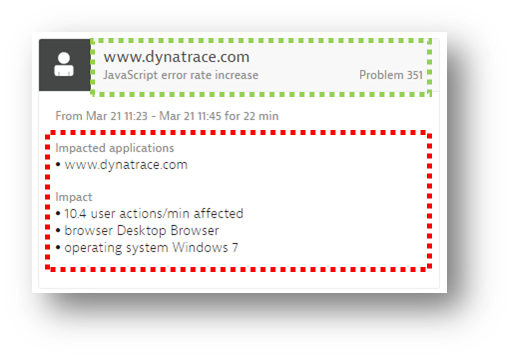 www.dynatrace.com
JavaScript error rate increase Problem 351
From Mar 21 11:23 - Mar 21 11:45 for 22 min
Impacted applications
• www.dynatrace.com
Impact
• 10.4 user actions/min affected
• browser Desktop Browser
• operating system Windows 7